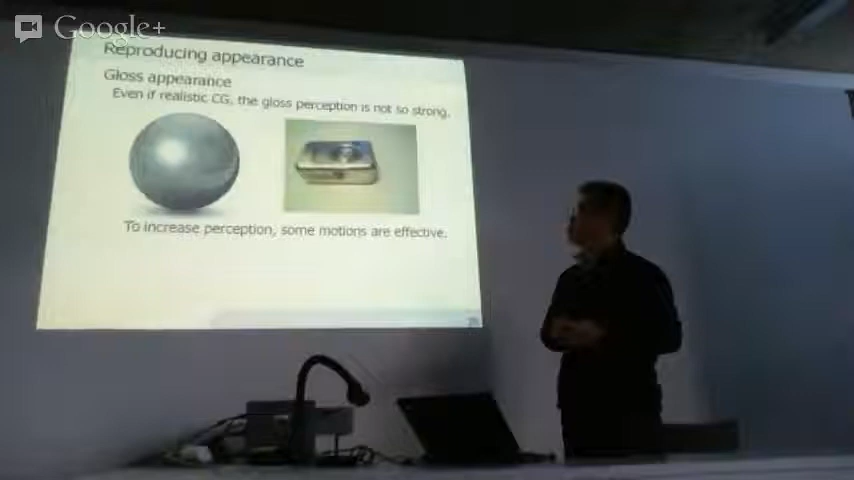 Google+
Reproducing appearance
Gloss appearance
Even if realistic CG, the gloss perception is not so strong.
To increase perception, some motions are effective.